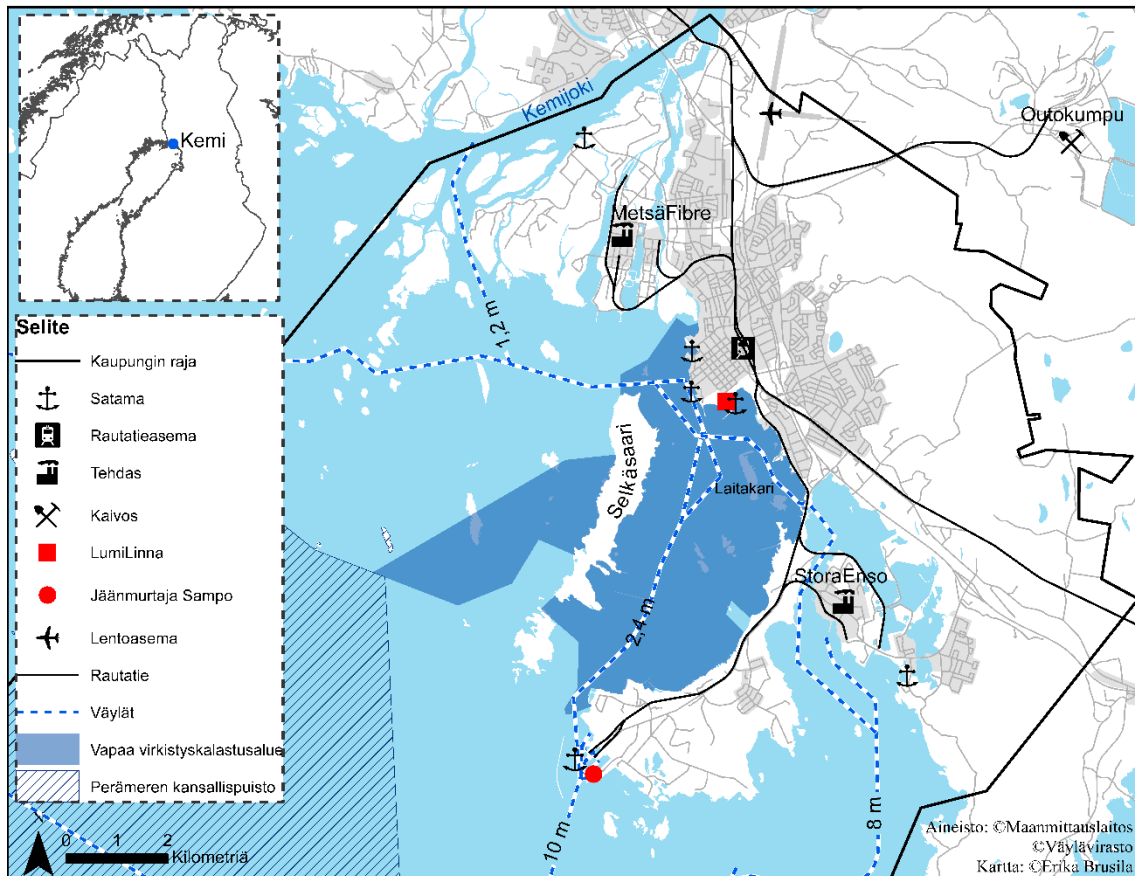 Kemi
Kemijoki
Outokumpu
MetsäFibre
1,2 m
Selkäsaari
Laitakari
StoraEnso
2,4 m
10 m
8 m
Selite
Kaupungin raja
Satama
Rautatieasema
Tehdas
Kaivos
LumiLinna
Jäänmurtaja Sampo
Lentoasema
Rautatie
Väylät
Vapaa virkistyskalastusalue
Perämeren kansallispuisto
0 1 2
Kilometriä
Aineisto: ©Maanmittauslaitos
©Väylävirasto
Kartta: ©Erika Brusila